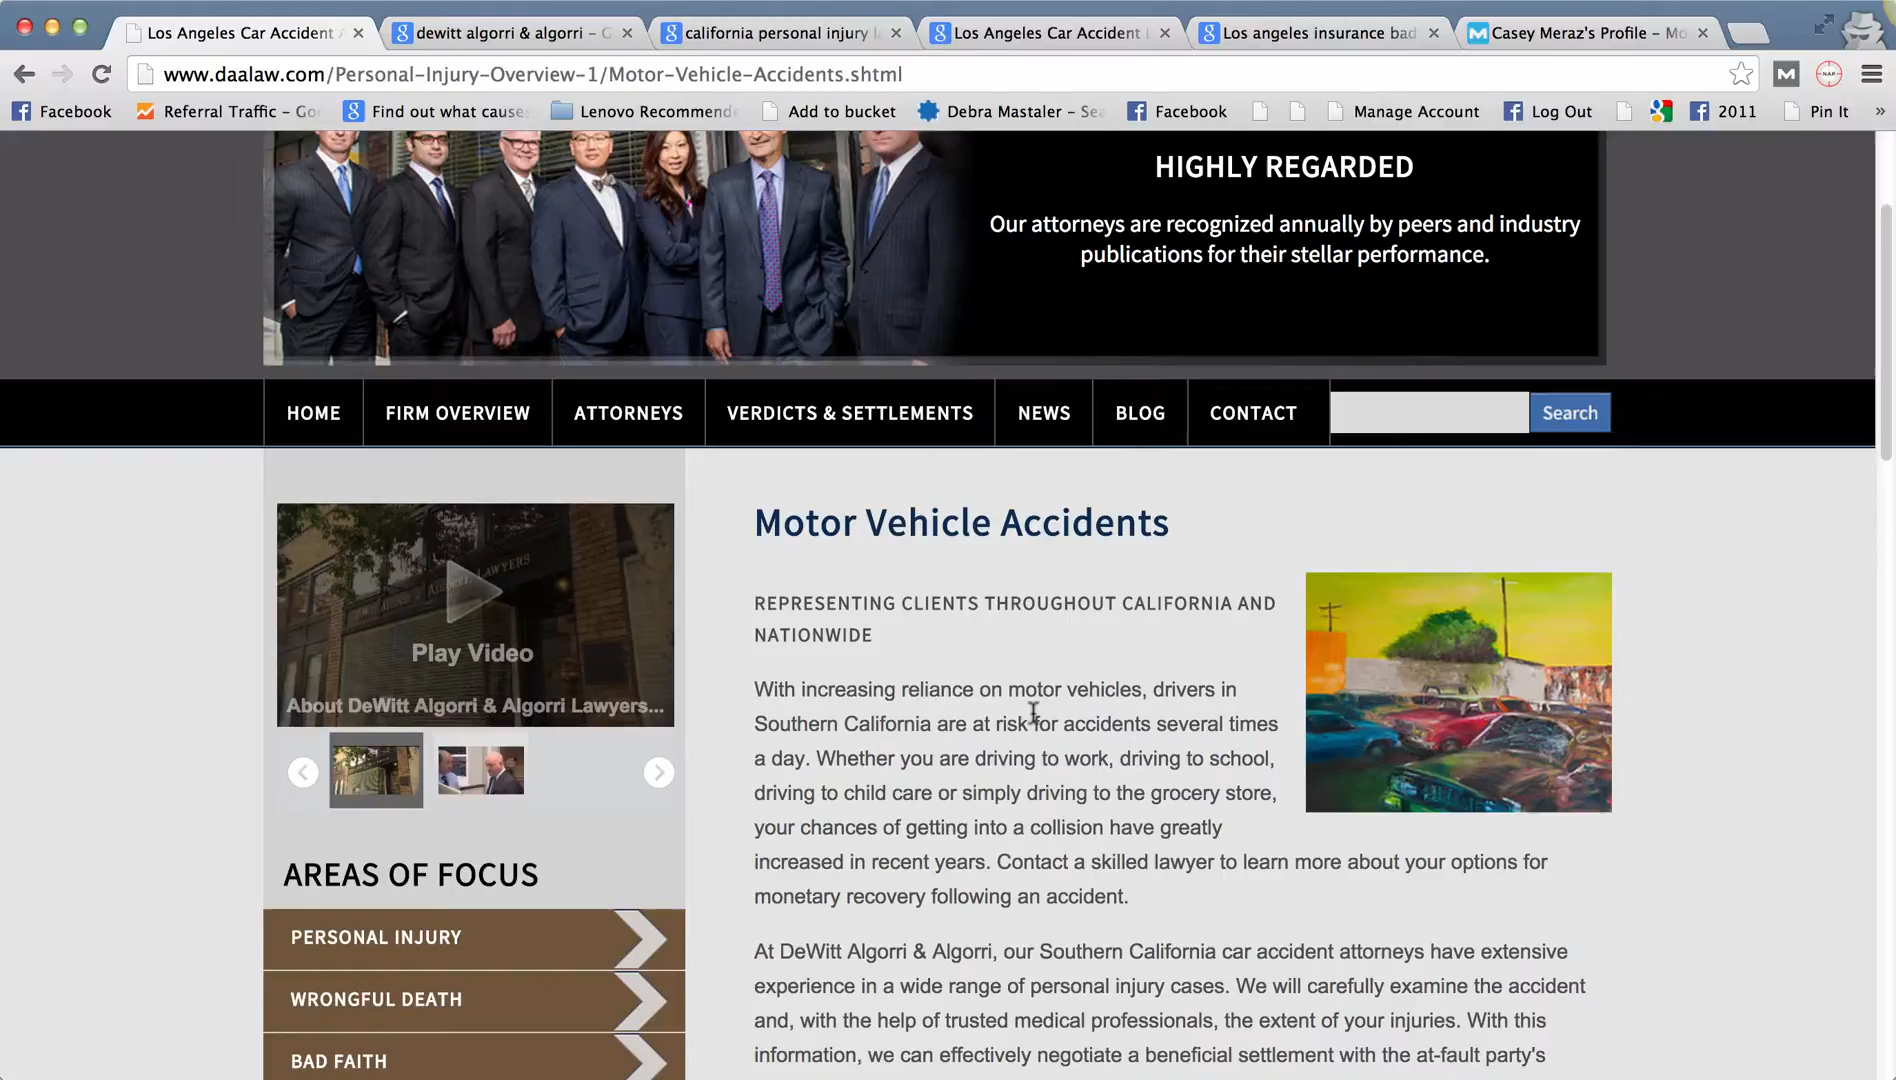 Los Angeles Car Accident A
dewitt algorri & algorri – G
california personal injury l
Los Angeles Car Accident L
Los angeles insurance bad
Casey Meraz's Profile – Mo
www.daalaw.com/Personal-Injury-Overview-1/Motor-Vehicle-Accidents.shtml
Facebook
Referral Traffic – Go
Find out what cause
Lenovo Recommend
Add to bucket
Debra Mastaler – Sea
Facebook
Manage Account
Log Out
2011
Pin It
HIGHLY REGARDED
Our attorneys are recognized annually by peers and industry
publications for their stellar performance.
HOME
FIRM OVERVIEW
ATTORNEYS
VERDICTS & SETTLEMENTS
NEWS
BLOG
CONTACT
Search
DEWITT ALGORRI & ALGORRI LAWYERS
Play Video
About DeWitt Algorri & Algorri Lawyers...
AREAS OF FOCUS
PERSONAL INJURY
WRONGFUL DEATH
BAD FAITH
Motor Vehicle Accidents
REPRESENTING CLIENTS THROUGHOUT CALIFORNIA AND
NATIONWIDE
With increasing reliance on motor vehicles, drivers in
Southern California are at risk for accidents several times
a day. Whether you are driving to work, driving to school,
driving to child care or simply driving to the grocery store,
your chances of getting into a collision have greatly
increased in recent years. Contact a skilled lawyer to learn more about your options for
monetary recovery following an accident.
At DeWitt Algorri & Algorri, our Southern California car accident attorneys have extensive
experience in a wide range of personal injury cases. We will carefully examine the accident
and, with the help of trusted medical professionals, the extent of your injuries. With this
information, we can effectively negotiate a beneficial settlement with the at-fault party's